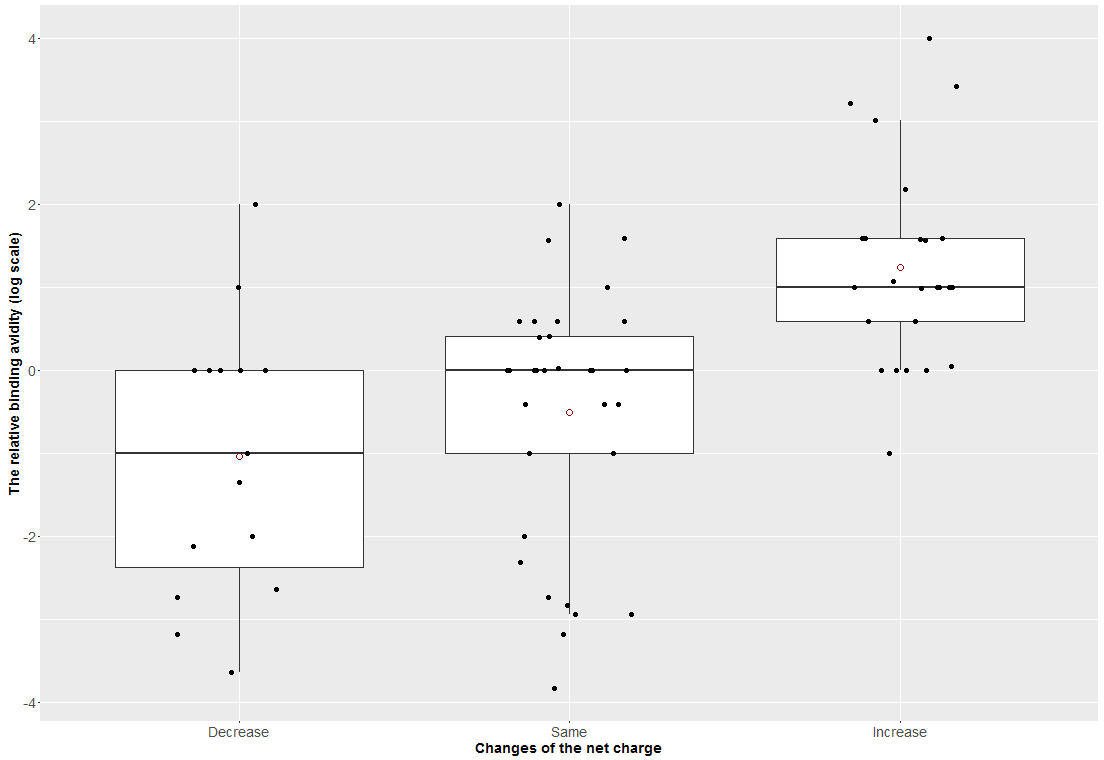 The relative binding avidity (log scale)
4
2
0
-2
-4
Decrease Same Increase
Changes of the net charge